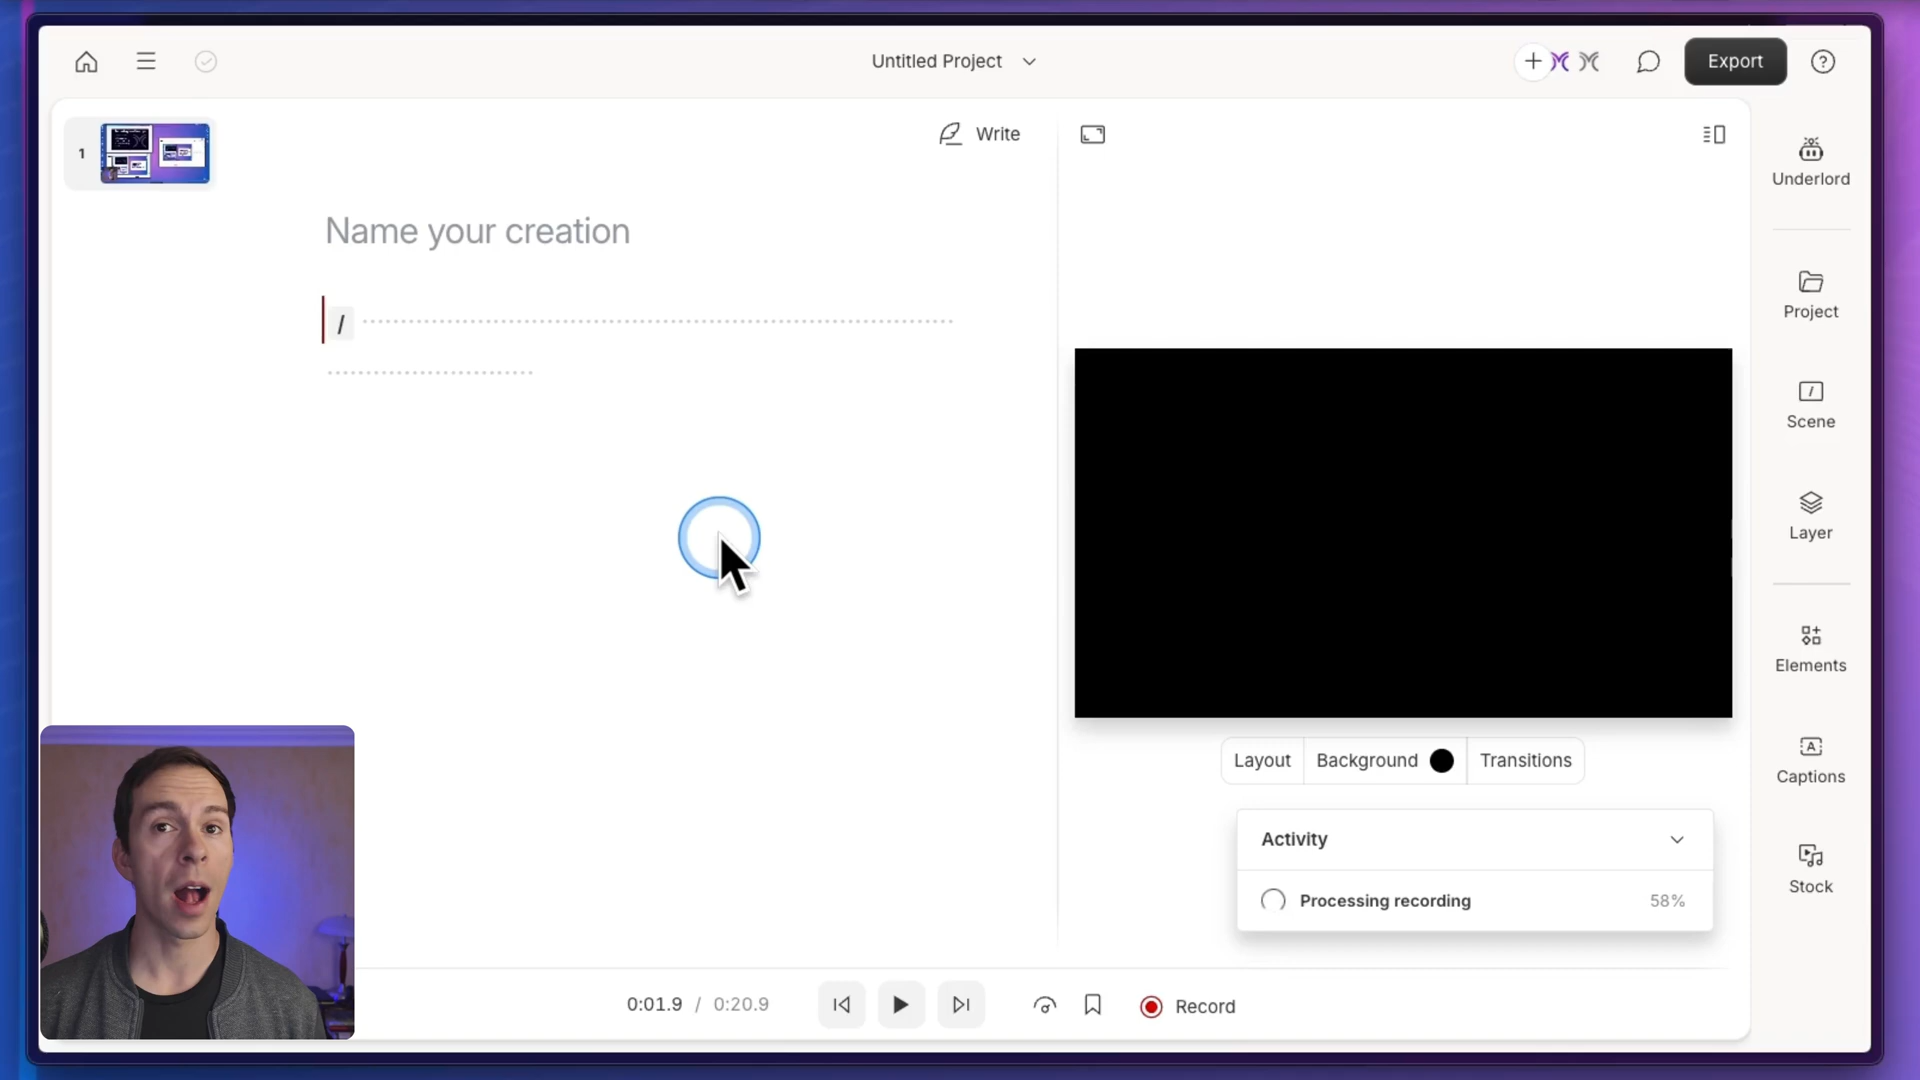 Untitled Project
Export
1
Write
Name your creation
/
Underlord
Project
Scene
Layer
Elements
Captions
Stock
Layout
Background
Transitions
Activity
Processing recording 58%
0:01.9 / 0:20.9
Record